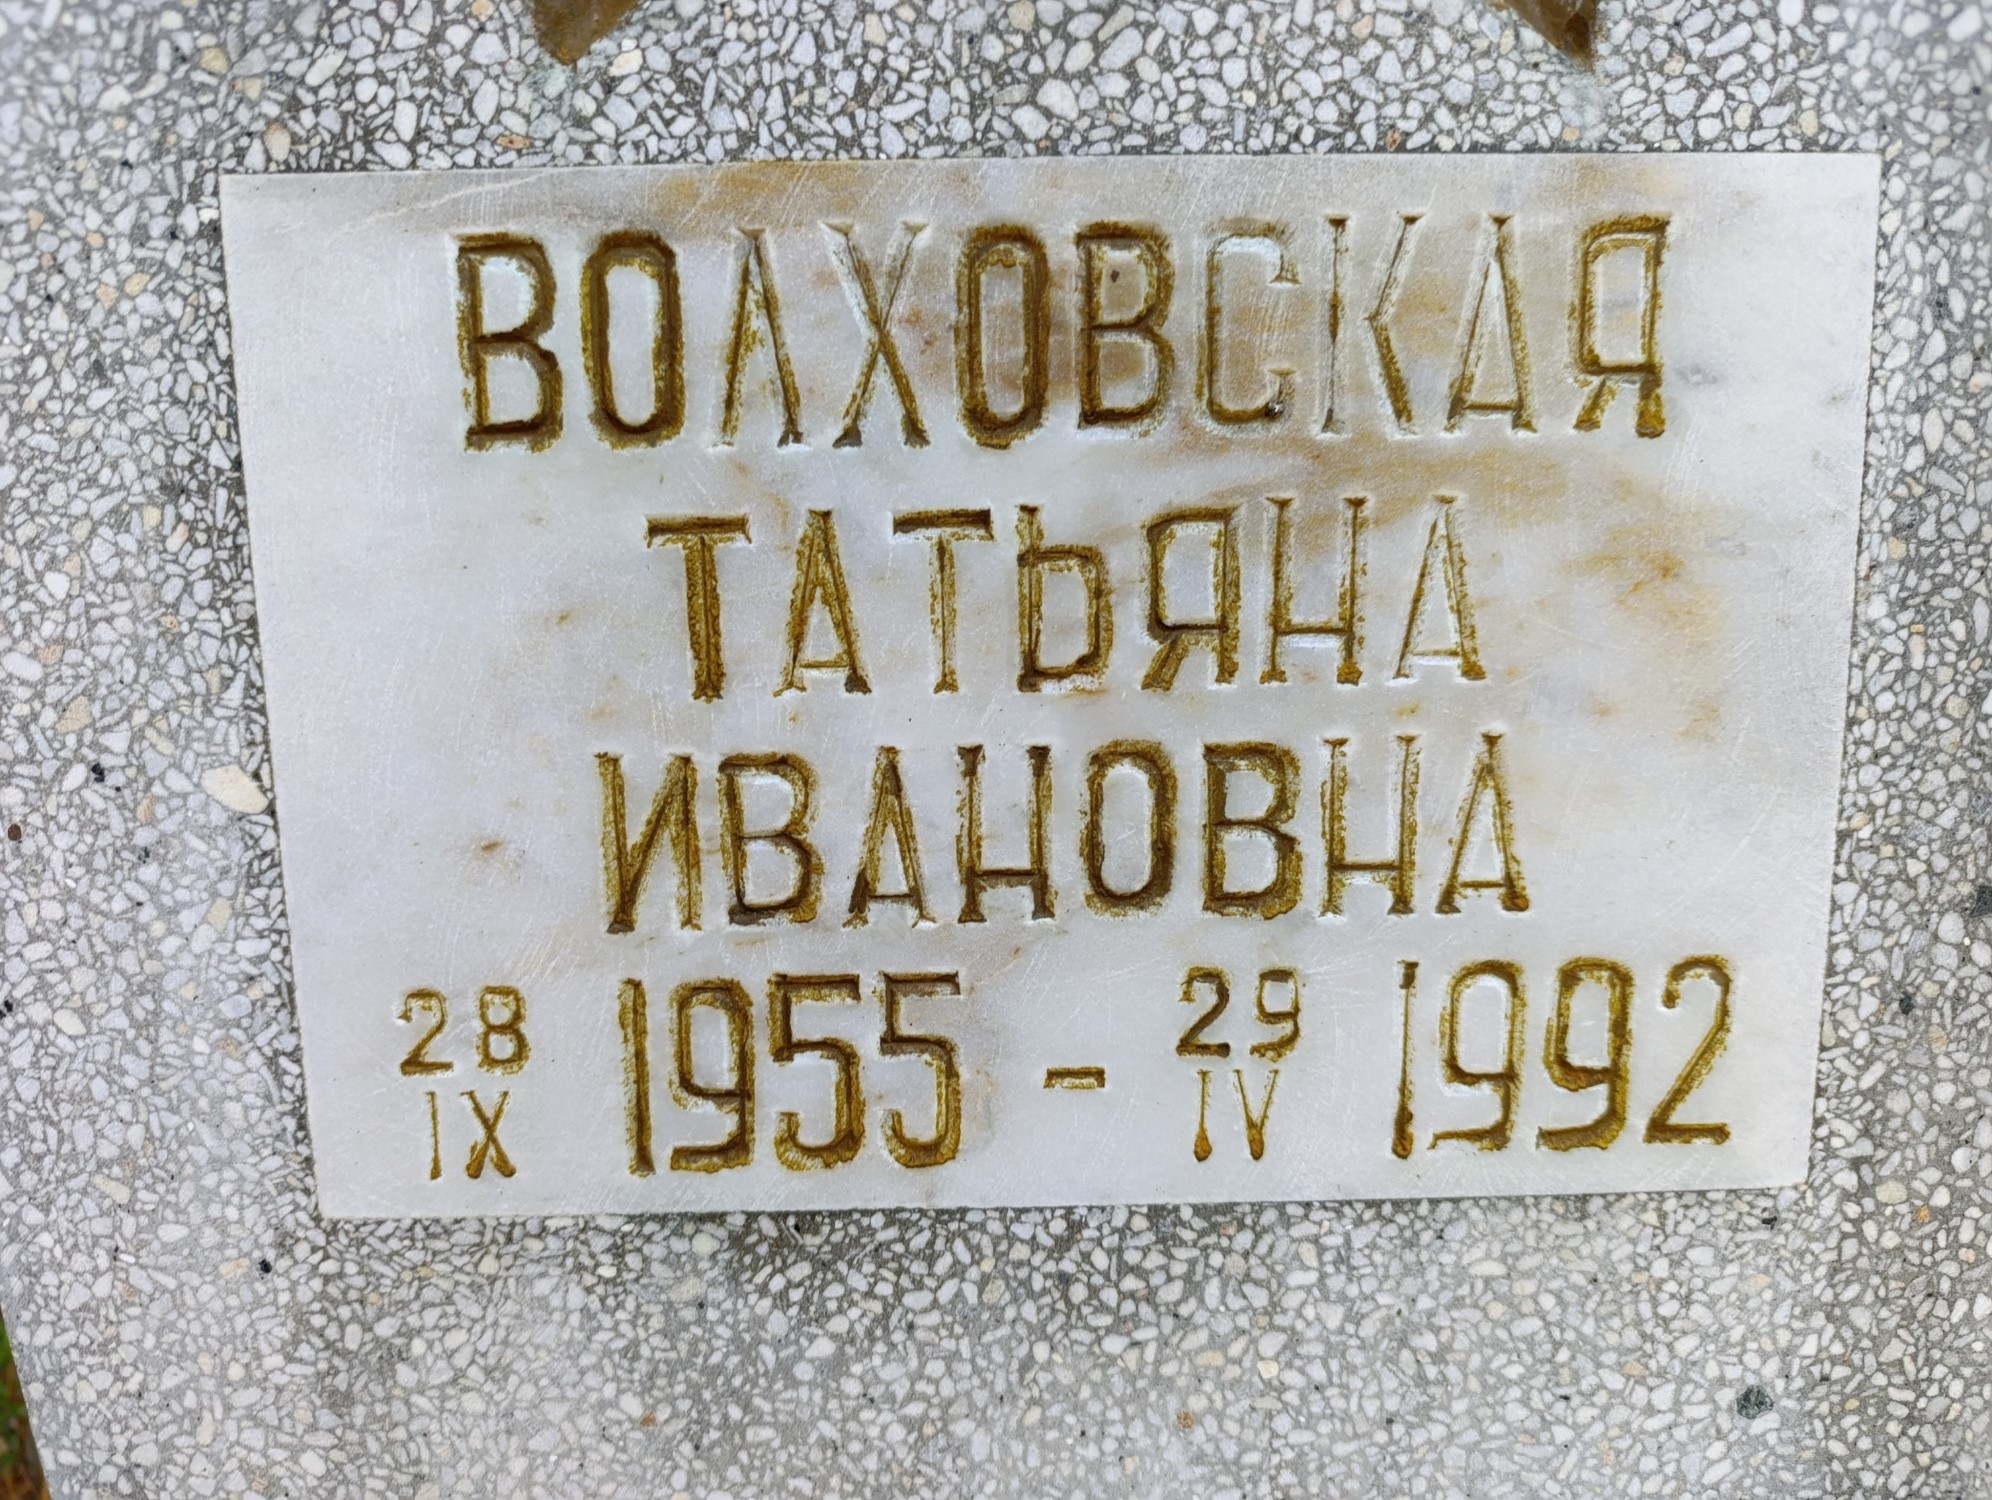 ВОЛХОВСКАЯ
ТАТЬЯНА
ИВАНОВНА
28 IX 1955 - 29 IV 1992